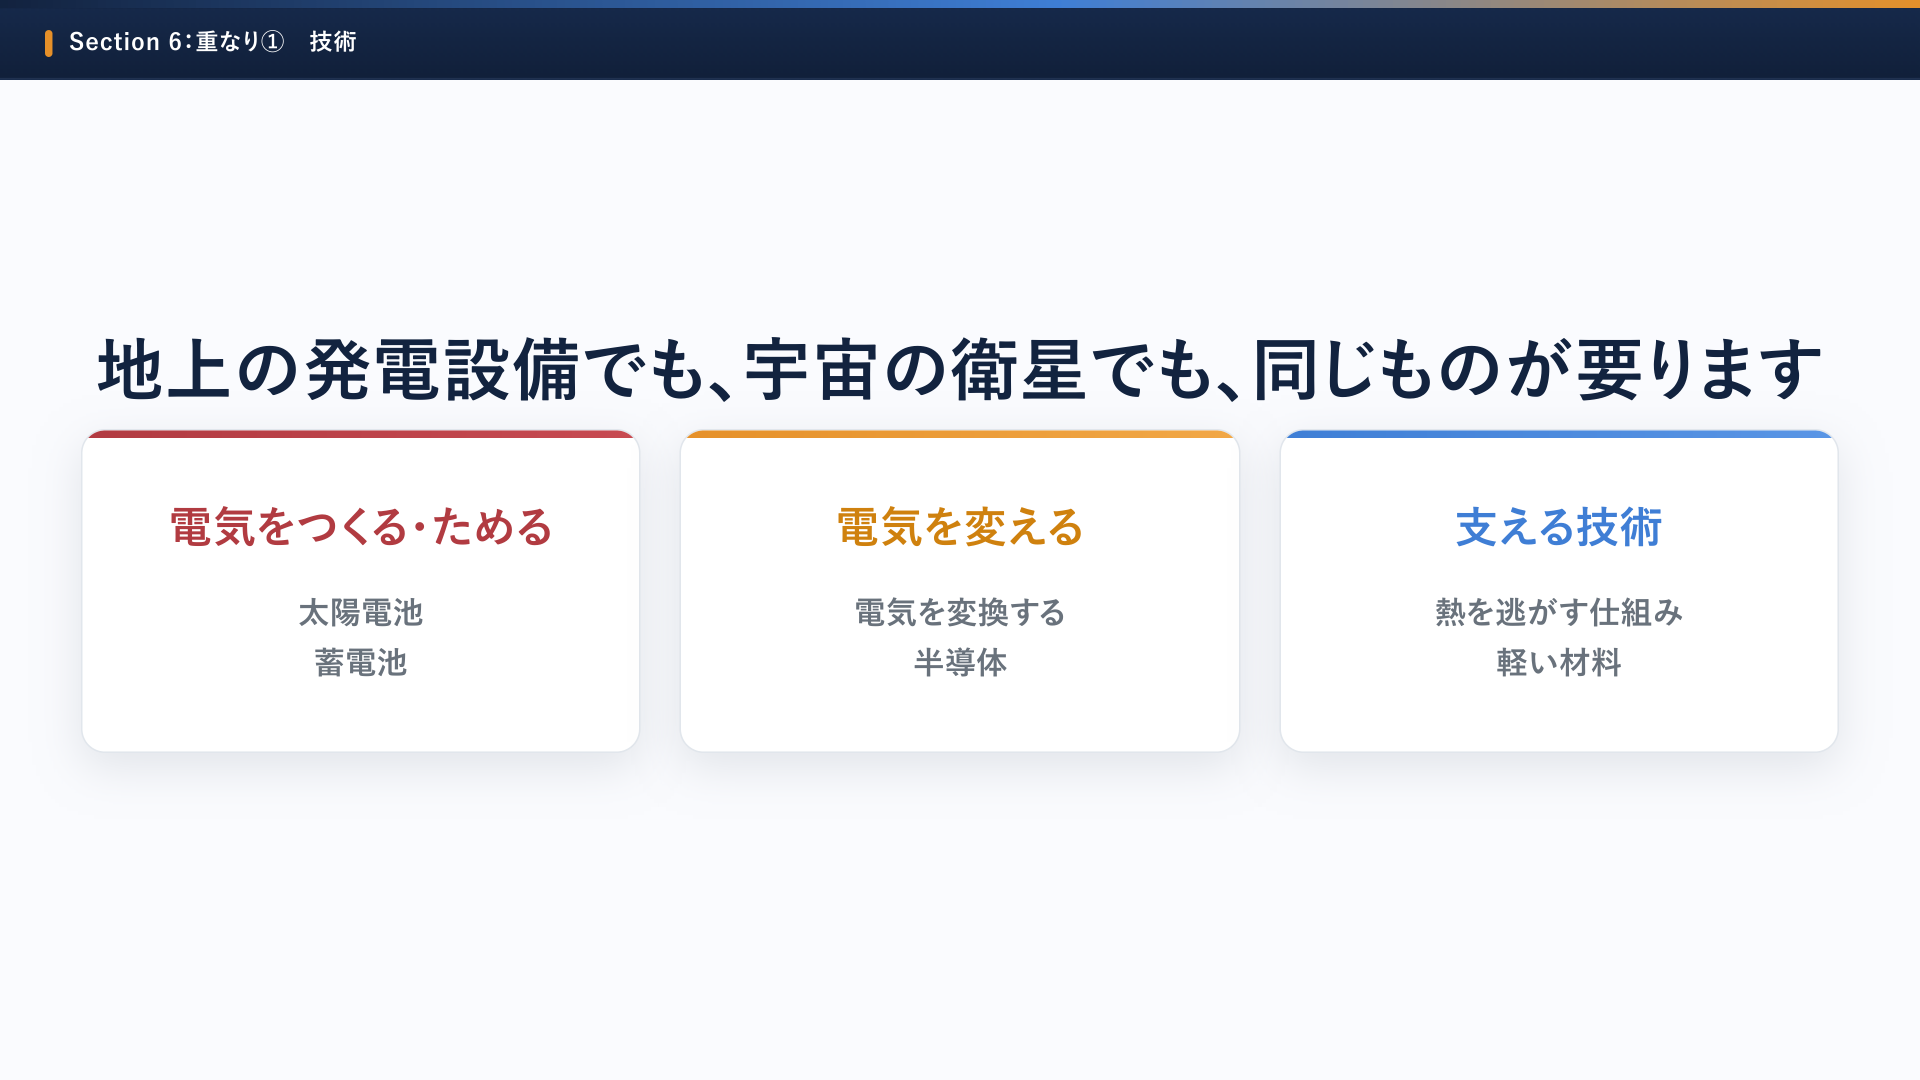 Section 6：重なり①　技術
地上の発電設備でも、宇宙の衛星でも、同じものが要ります
電気をつくる・ためる
太陽電池
蓄電池
電気を変える
電気を変換する
半導体
支える技術
熱を逃がす仕組み
軽い材料